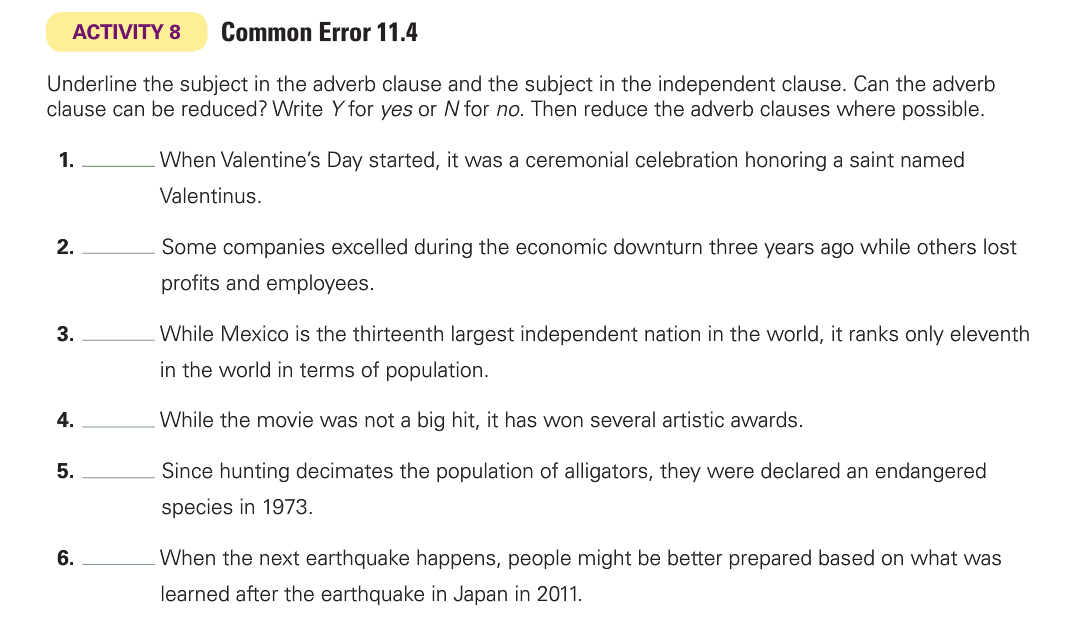 ACTIVITY 8 Common Error 11.4
Underline the subject in the adverb clause and the subject in the independent clause. Can the adverb
clause can be reduced? Write Y for yes or N for no. Then reduce the adverb clauses where possible.
1. ______ When Valentine's Day started, it was a ceremonial celebration honoring a saint named
Valentinus.
2. ______ Some companies excelled during the economic downturn three years ago while others lost
profits and employees.
3. ______ While Mexico is the thirteenth largest independent nation in the world, it ranks only eleventh
in the world in terms of population.
4. ______ While the movie was not a big hit, it has won several artistic awards.
5. ______ Since hunting decimates the population of alligators, they were declared an endangered
species in 1973.
6. ______ When the next earthquake happens, people might be better prepared based on what was
learned after the earthquake in Japan in 2011.